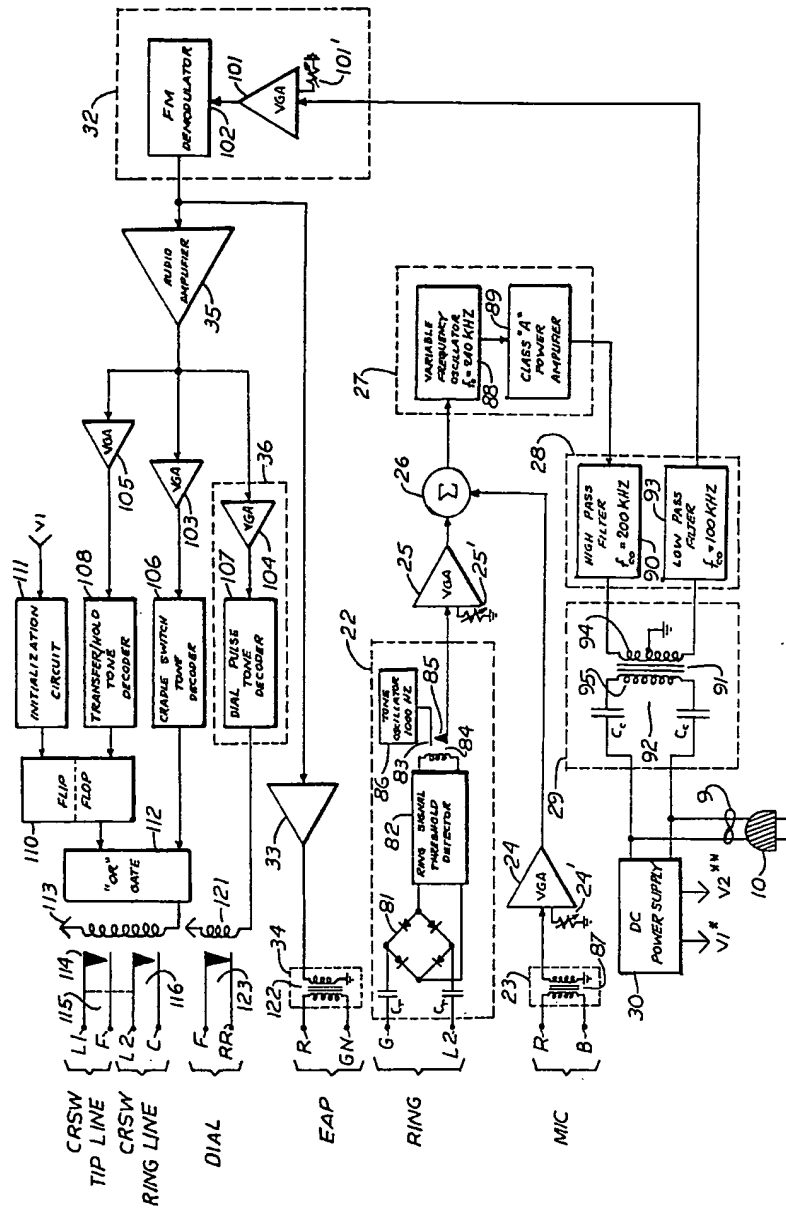 32
FM
DEMODULATOR
102
101
VGA
101'
AUDIO
AMPLIFIER
35
V1
111
INITIALIZATION
CIRCUIT
108
TRANSFER/HOLD
TONE
DECODER
VGA
105
110
FLIP
FLOP
106
CRADLE SWITCH
TONE
DECODER
VGA
103
112
"OR"
GATE
36
107
DIAL PULSE
TONE
DECODER
VGA
104
113
114
115
116
L1
F
L2
C
CRSW
TIP LINE
CRSW
RING LINE
121
123
F
RR
DIAL
33
34
122
R
GN
EAP
27
VARIABLE
FREQUENCY
OSCILLATOR
fo = 240 KHZ
88
89
CLASS "A"
POWER
AMPLIFIER
26
Σ
25
VGA
25'
22
TONE
OSCILLATOR
1000 HZ
86
83
85
84
82
RING SIGNAL
THRESHOLD
DETECTOR
81
G
L2
RING
24
VGA
24'
23
87
R
B
MIC
28
HIGH PASS
FILTER
fco = 200 KHZ
90
93
LOW PASS
FILTER
fco = 100 KHZ
29
94
95
91
92
Cc
Cc
30
DC
POWER SUPPLY
V1*
V2**
9
10